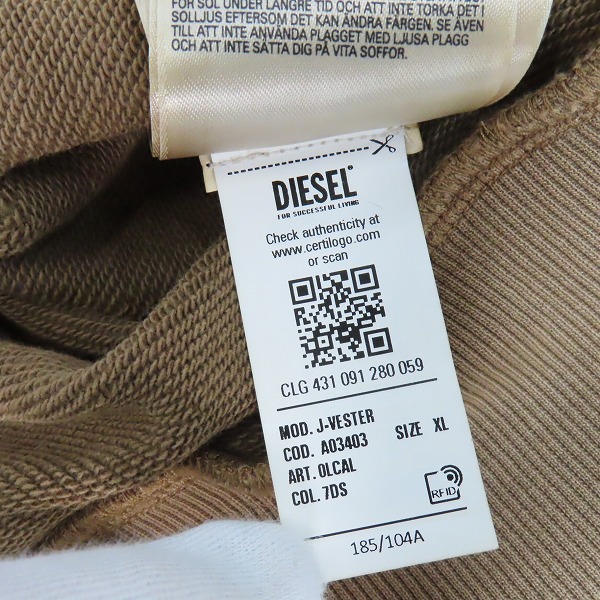 FÖR SOL UNDER LÄNGRE TID OCH ATT INTE TORKA DET I
SOLLJUS EFTERSOM DET KAN ÄNDRA FÄRGEN. SE ÄVEN
TILL ATT INTE ANVÄNDA PLAGGET MED LJUSA PLAGG
OCH ATT INTE SÄTTA DIG PÅ VITA SOFFOR.
DIESEL®
FOR SUCCESSFUL LIVING
Check authenticity at
www.certilogo.com
or scan
CLG 431 091 280 059
MOD. J-VESTER
COD. A03403 SIZE XL
ART. 0LCAL
COL. 7DS
RFID
185/104A